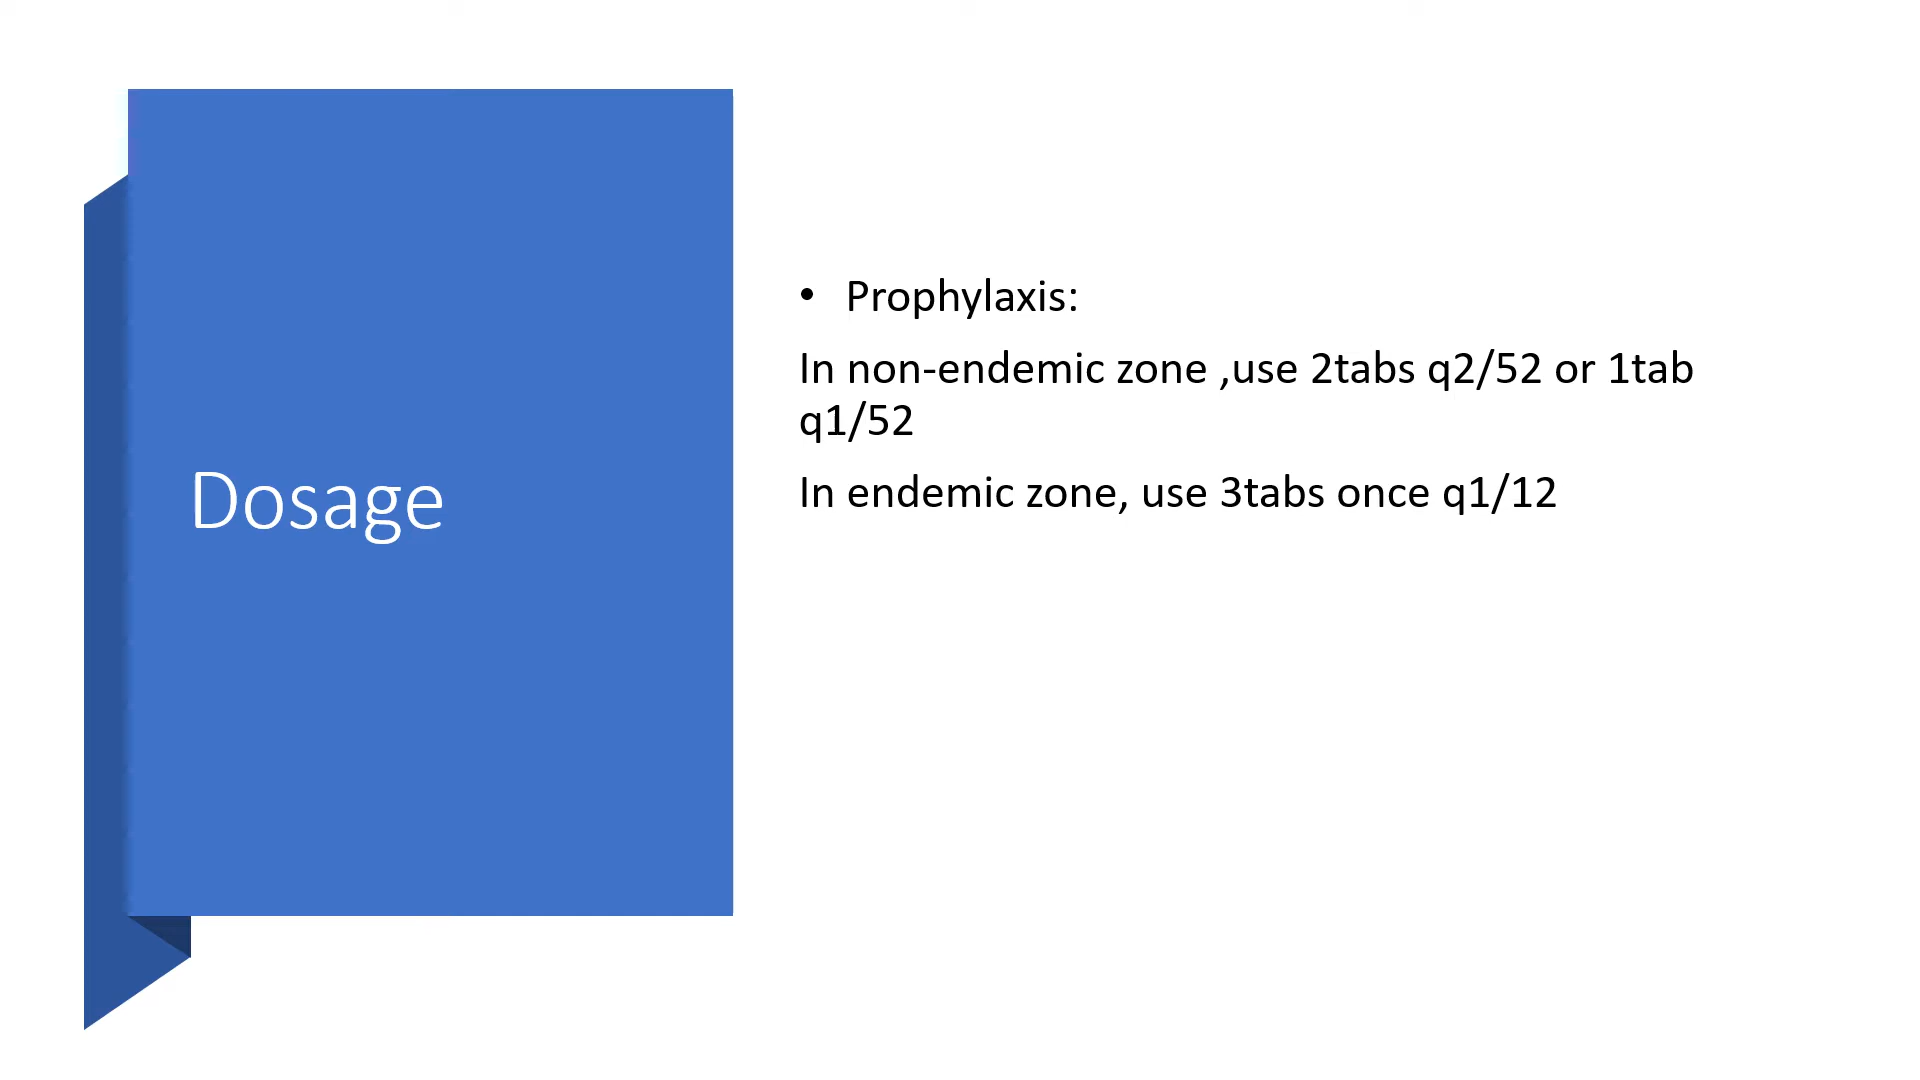 Dosage
• Prophylaxis:
In non-endemic zone ,use 2tabs q2/52 or 1tab
q1/52
In endemic zone, use 3tabs once q1/12